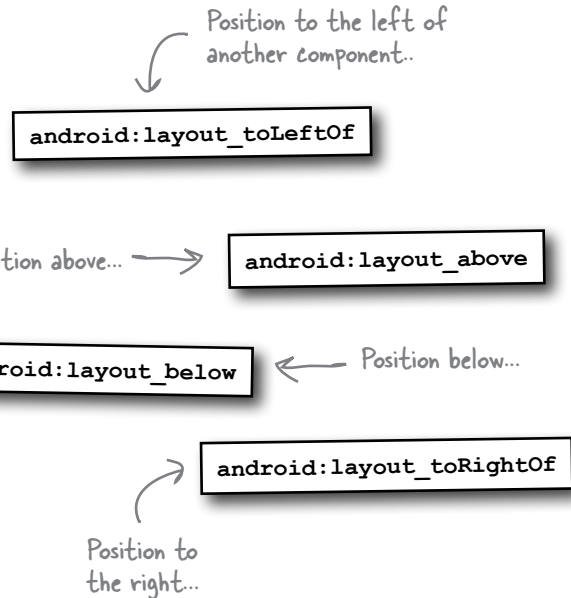 Position to the left of
another component..
android:layout_toLeftOf
tion above...
android:layout_above
roid:layout_below
Position below...
android:layout_toRightOf
Position to
the right...